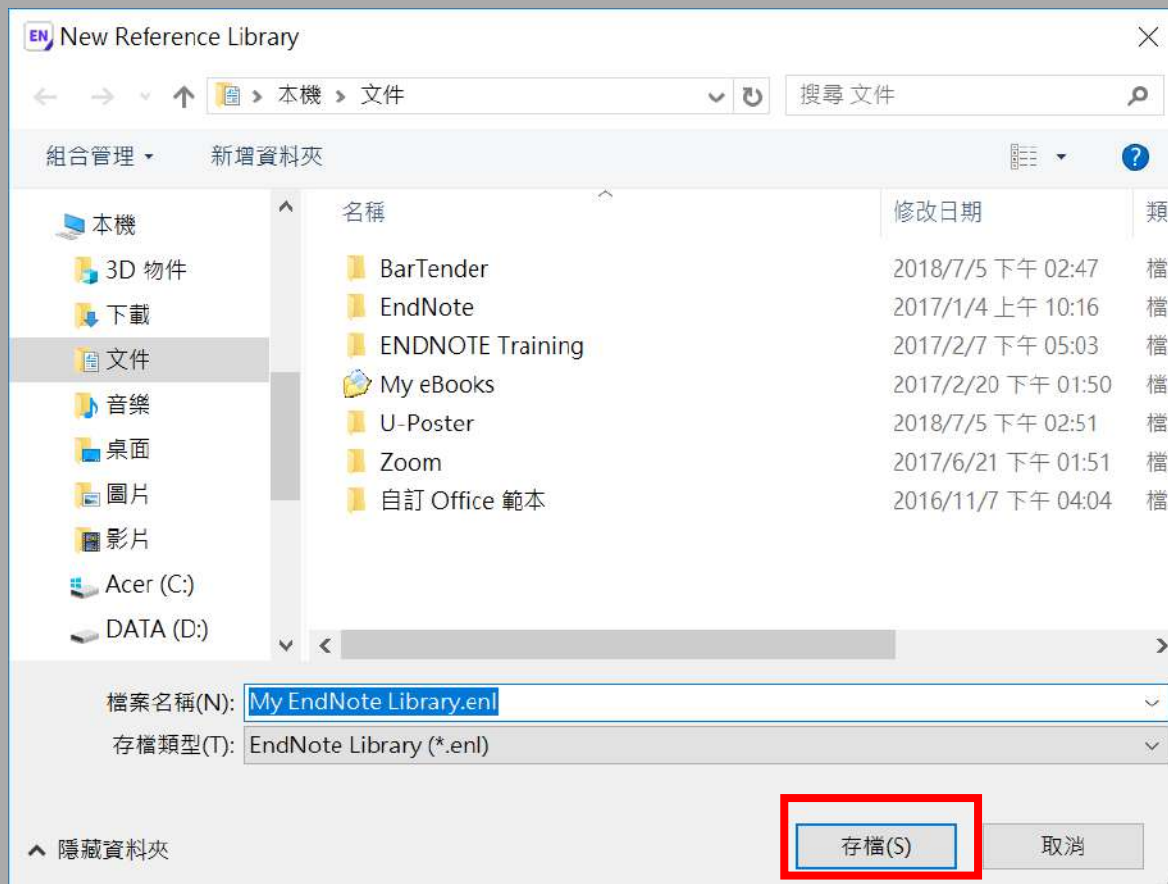 EN New Reference Library
本機 > 文件
搜尋 文件
組合管理
新增資料夾
?
本機
3D 物件
下載
文件
音樂
桌面
圖片
影片
Acer (C:)
DATA (D:)
名稱 修改日期 類
BarTender 2018/7/5 下午 02:47 檔
EndNote 2017/1/4 上午 10:16 檔
ENDNOTE Training 2017/2/7 下午 05:03 檔
My eBooks 2017/2/20 下午 01:50 檔
U-Poster 2018/7/5 下午 02:51 檔
Zoom 2017/6/21 下午 01:51 檔
自訂 Office 範本 2016/11/7 下午 04:04 檔
檔案名稱(N): My EndNote Library.enl
存檔類型(T): EndNote Library (*.enl)
隱藏資料夾
存檔(S)
取消